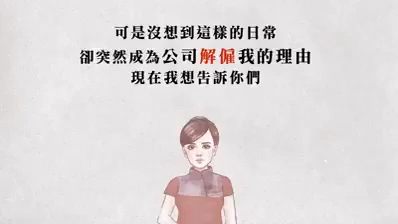 可是沒想到這樣的日常
卻突然成為公司解僱我的理由
現在我想告訴你們